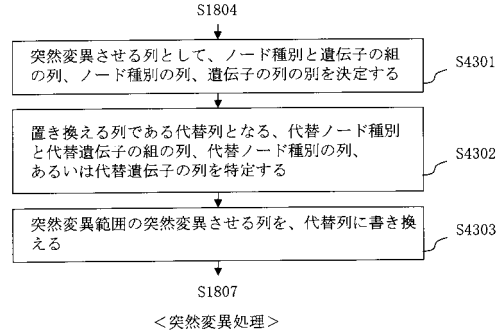 S1804
突然変異させる列として、ノード種別と遺伝子の組
の列、ノード種別の列、遺伝子の列の別を決定する
S4301
置き換える列である代替列となる、代替ノード種別
と代替遺伝子の組の列、代替ノード種別の列、
あるいは代替遺伝子の列を特定する
S4302
突然変異範囲の突然変異させる列を、代替列に書き換
える
S4303
S1807
＜突然変異処理＞